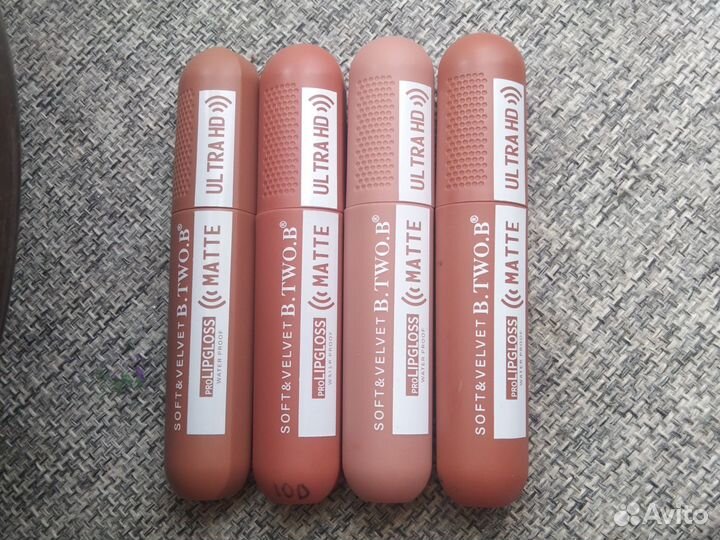 ULTRA HD
SOFT & VELVET B.TWO.B®
MATTE
PRO LIPGLOSS
WATER PROOF
ULTRA HD
SOFT & VELVET B.TWO.B®
MATTE
PRO LIPGLOSS
WATER PROOF
100
ULTRA HD
SOFT & VELVET B.TWO.B®
MATTE
PRO LIPGLOSS
WATER PROOF
ULTRA HD
SOFT & VELVET B.TWO.B®
MATTE
PRO LIPGLOSS
WATER PROOF
Avito